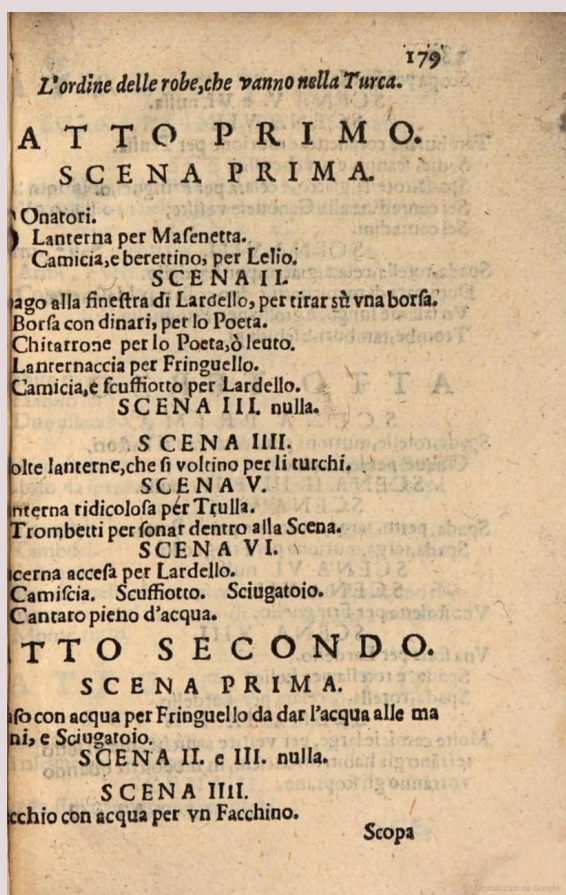 179
L'ordine delle robe,che vanno nella Turca.
ATTO PRIMO.
SCENA PRIMA.
Onatori.
Lanterna per Masenetta.
Camicia,e berettino, per Lelio.
SCENA II.
ago alla finestra di Lardello, per tirar sù vna borsa.
Borsa con dinari, per lo Poeta.
Chitarrone per lo Poeta,ò leuto.
Lanternaccia per Fringuello.
Camicia,e scuffiotto per Lardello.
SCENA III. nulla.
SCENA IIII.
olte lanterne,che si voltino per li turchi.
SCENA V.
nterna ridicolosa per Trulla.
Trombetti per sonar dentro alla Scena.
SCENA VI.
cerna accesa per Lardello.
Camiscia. Scuffiotto. Sciugatoio.
Cantaro pieno d'acqua.
TTO SECONDO.
SCENA PRIMA.
so con acqua per Fringuello da dar l'acqua alle ma
ni, e Sciugatoio.
SCENA II. e III. nulla.
SCENA IIII.
cchio con acqua per vn Facchino.
Scopa
Digitalizzato da Google